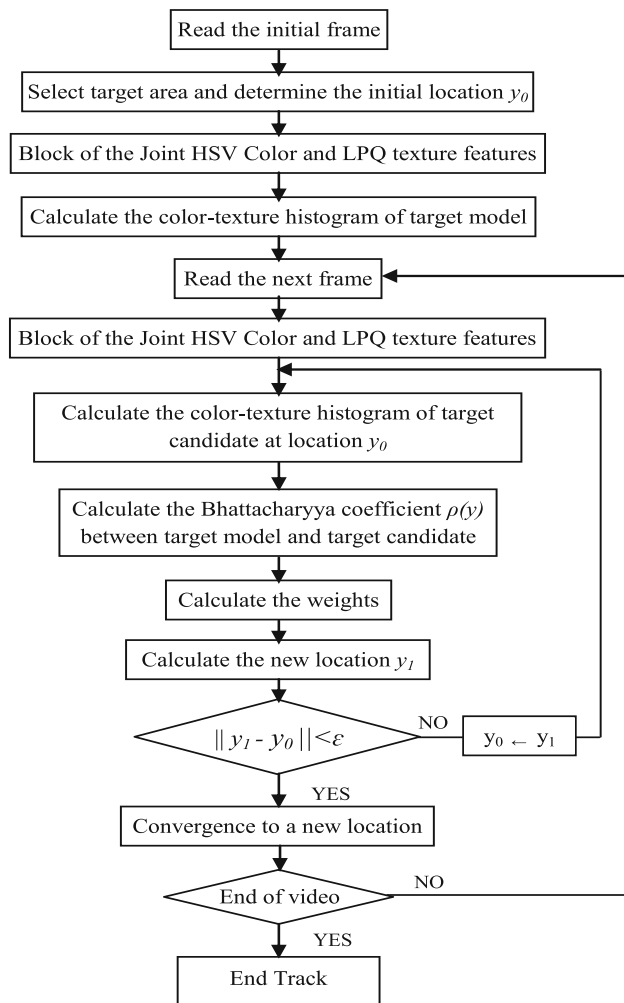 Read the initial frame
Select target area and determine the initial location y₀
Block of the Joint HSV Color and LPQ texture features
Calculate the color-texture histogram of target model
Read the next frame
Block of the Joint HSV Color and LPQ texture features
Calculate the color-texture histogram of target
candidate at location y₀
Calculate the Bhattacharyya coefficient ρ(y)
between target model and target candidate
Calculate the weights
Calculate the new location y₁
|| y₁ - y₀ ||<ε
NO
y₀ ← y₁
YES
Convergence to a new location
End of video
NO
YES
End Track